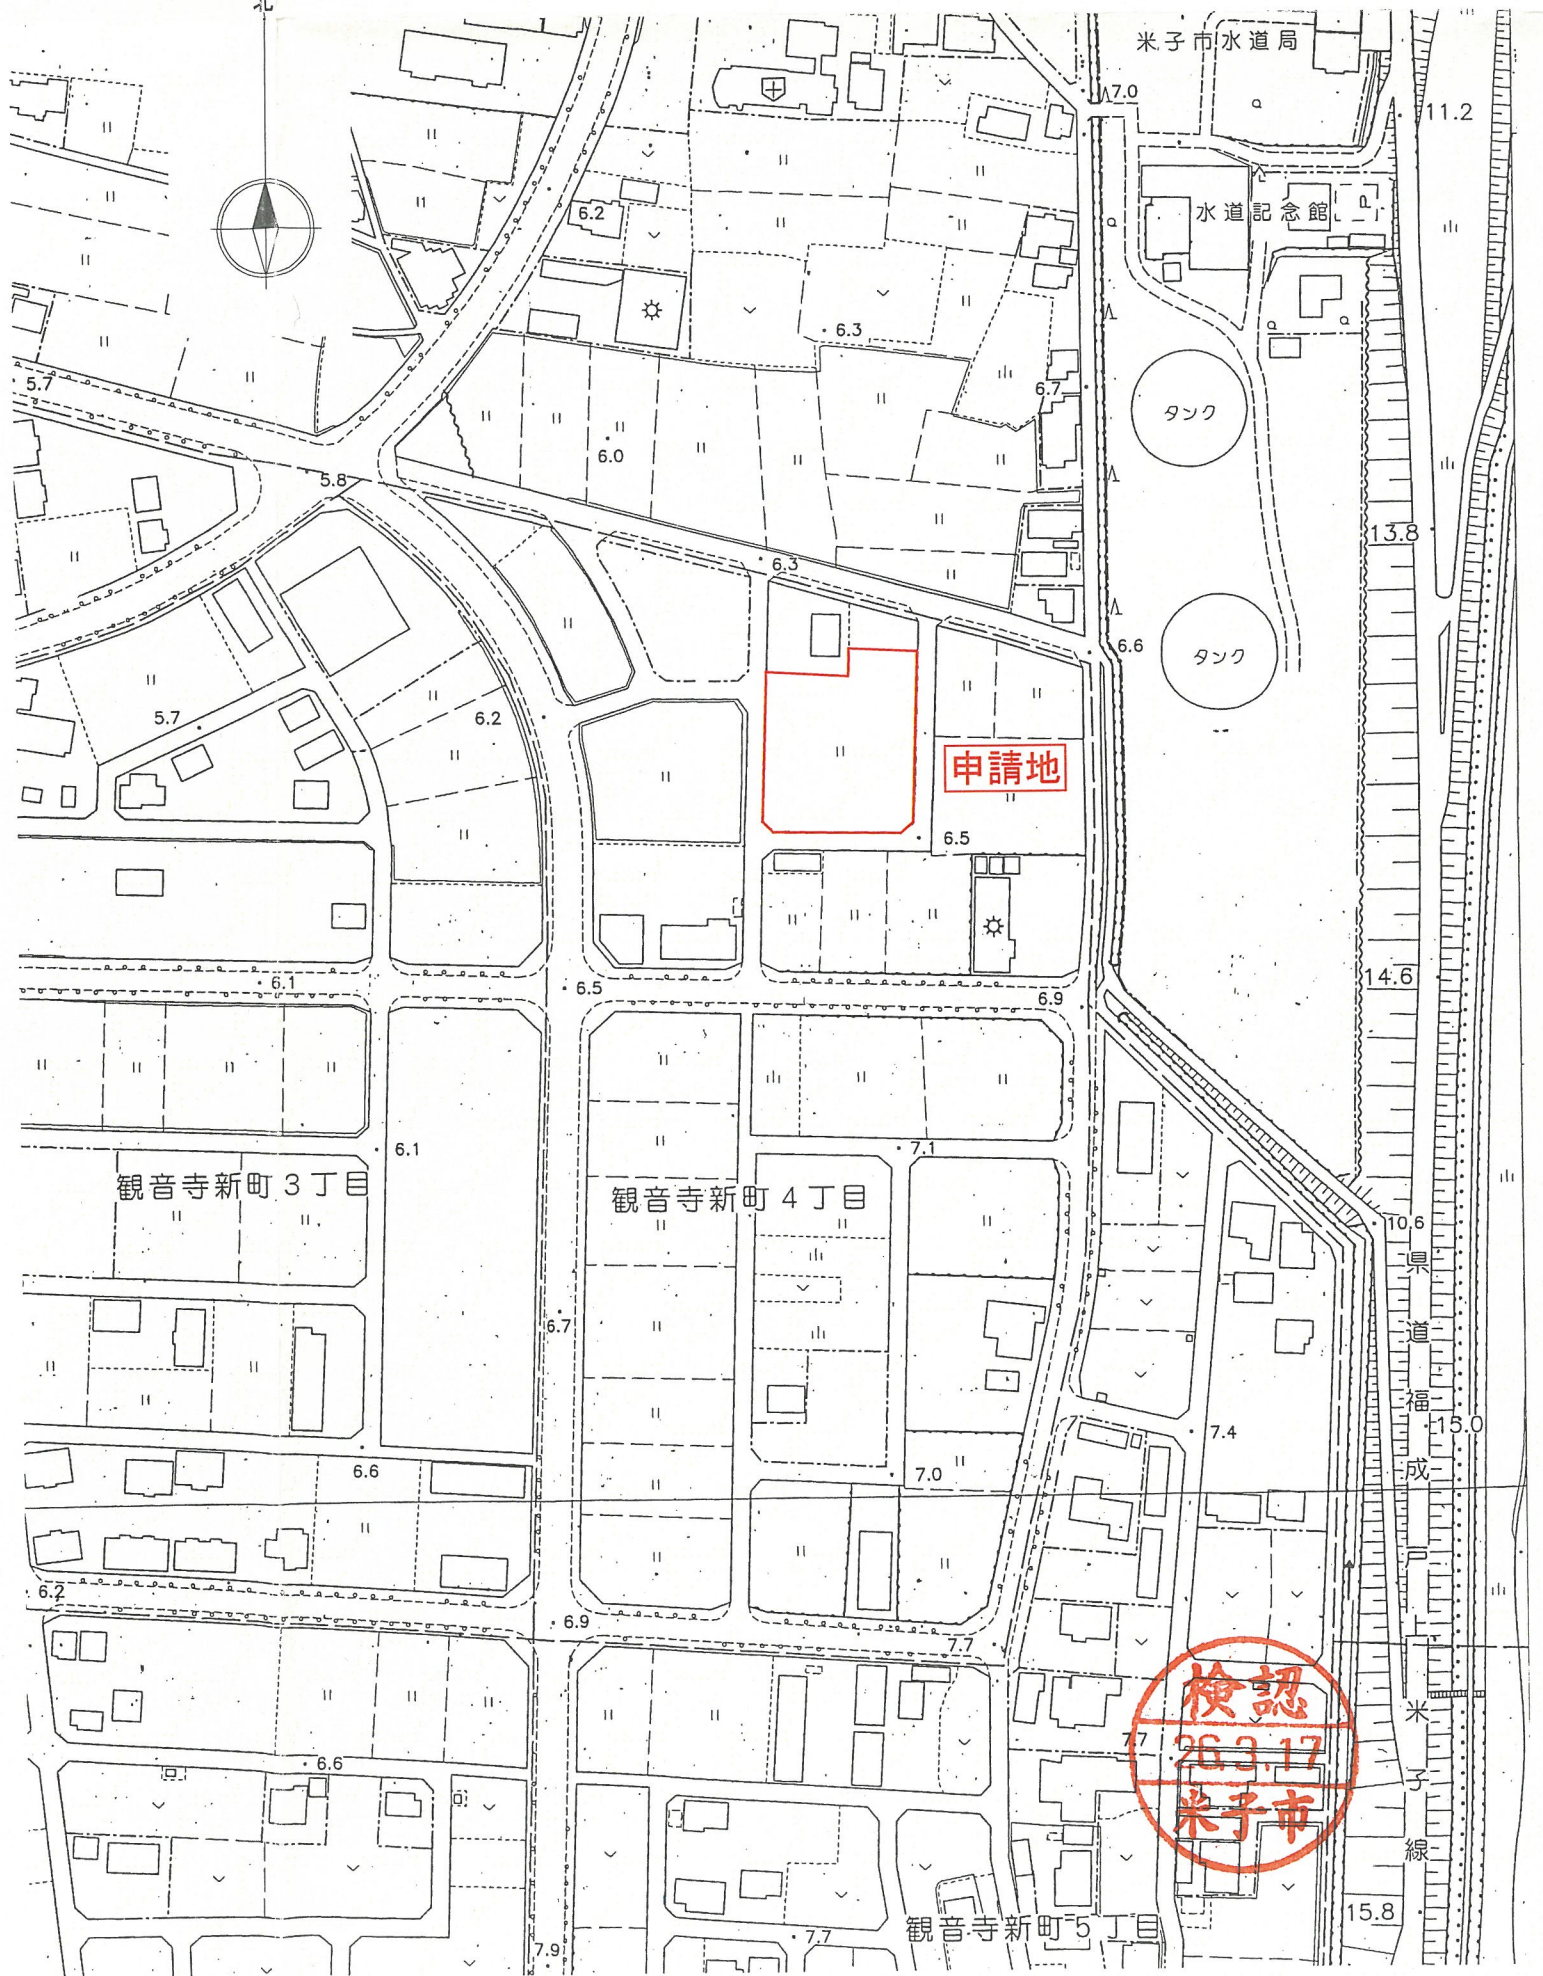 北
米子市水道局
7.0
11.2
水道記念館
P
6.2
6.3
5.7
6.7
タンク
6.0
5.8
13.8
6.3
6.6
タンク
5.7
6.2
申請地
6.5
6.1
6.5
6.9
14.6
6.1
7.1
観音寺新町3丁目
観音寺新町4丁目
10.6
6.7
県道福成戸上米子線
15.0
7.4
6.6
7.0
6.2
6.9
7.7
検認
7.7
26.3.17
米子市
6.6
15.8
観音寺新町5丁目
7.7
7.9